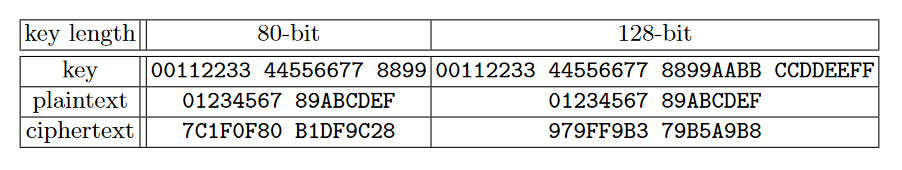 key length 80-bit 128-bit
key 00112233 44556677 8899 00112233 44556677 8899AABB CCDDEEFF
plaintext 01234567 89ABCDEF 01234567 89ABCDEF
ciphertext 7C1F0F80 B1DF9C28 979FF9B3 79B5A9B8